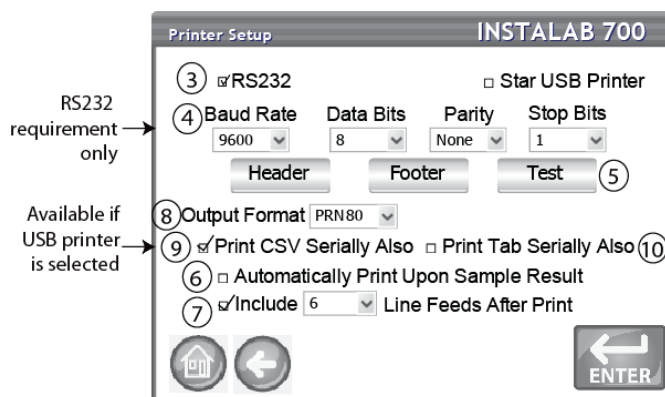 Printer Setup INSTALAB 700
3 RS232 Star USB Printer
RS232
requirement
only
4 Baud Rate Data Bits Parity Stop Bits
9600 8 None 1
Header Footer Test 5
Available if
USB printer
is selected
8 Output Format PRN80
9 Print CSV Serially Also Print Tab Serially Also 10
6 Automatically Print Upon Sample Result
7 Include 6 Line Feeds After Print
ENTER